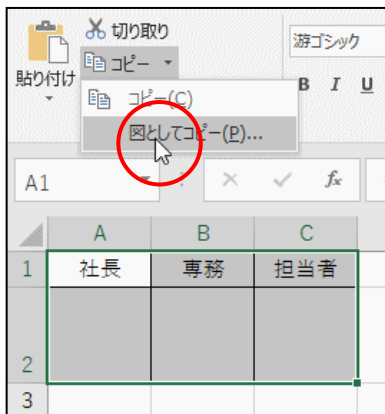 切り取り
コピー
貼り付け
コピー(C)
図としてコピー(P)...
游ゴシック
B I U
A1
fx
A B C
1 社長 専務 担当者
2
3